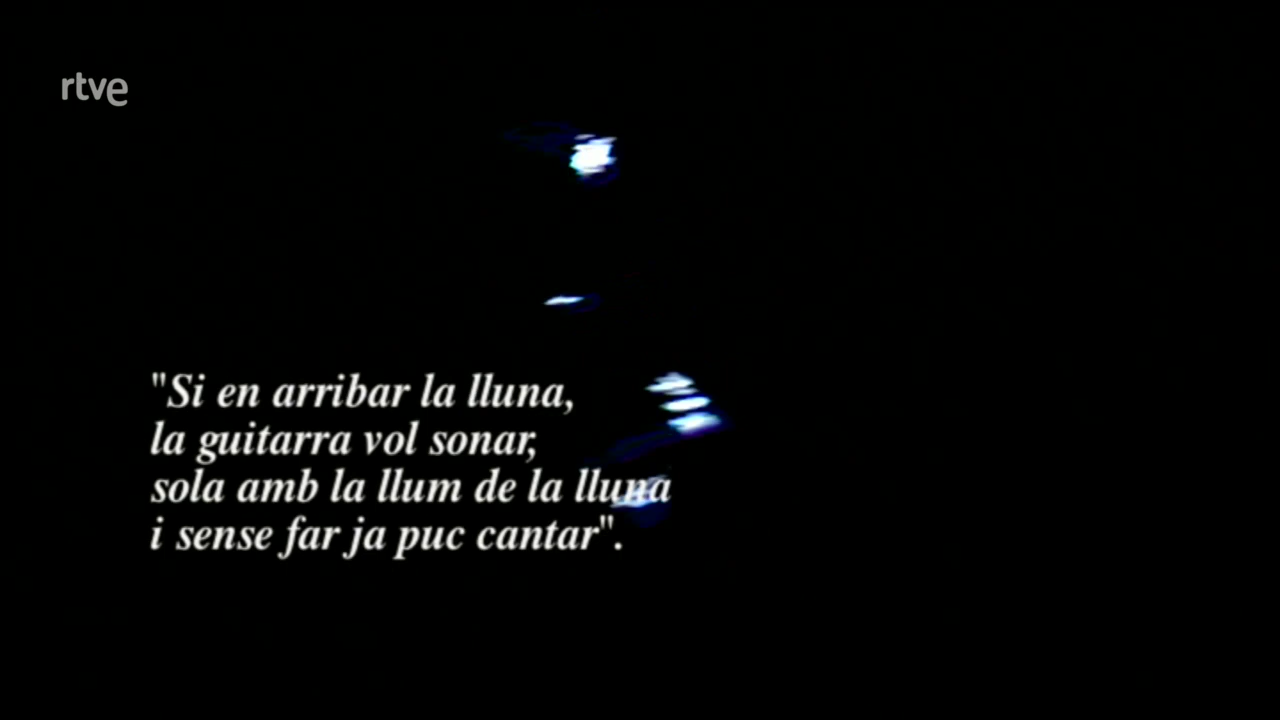 rtve
"Si en arribar la lluna,
la guitarra vol sonar,
sola amb la llum de la lluna
i sense far ja puc cantar".